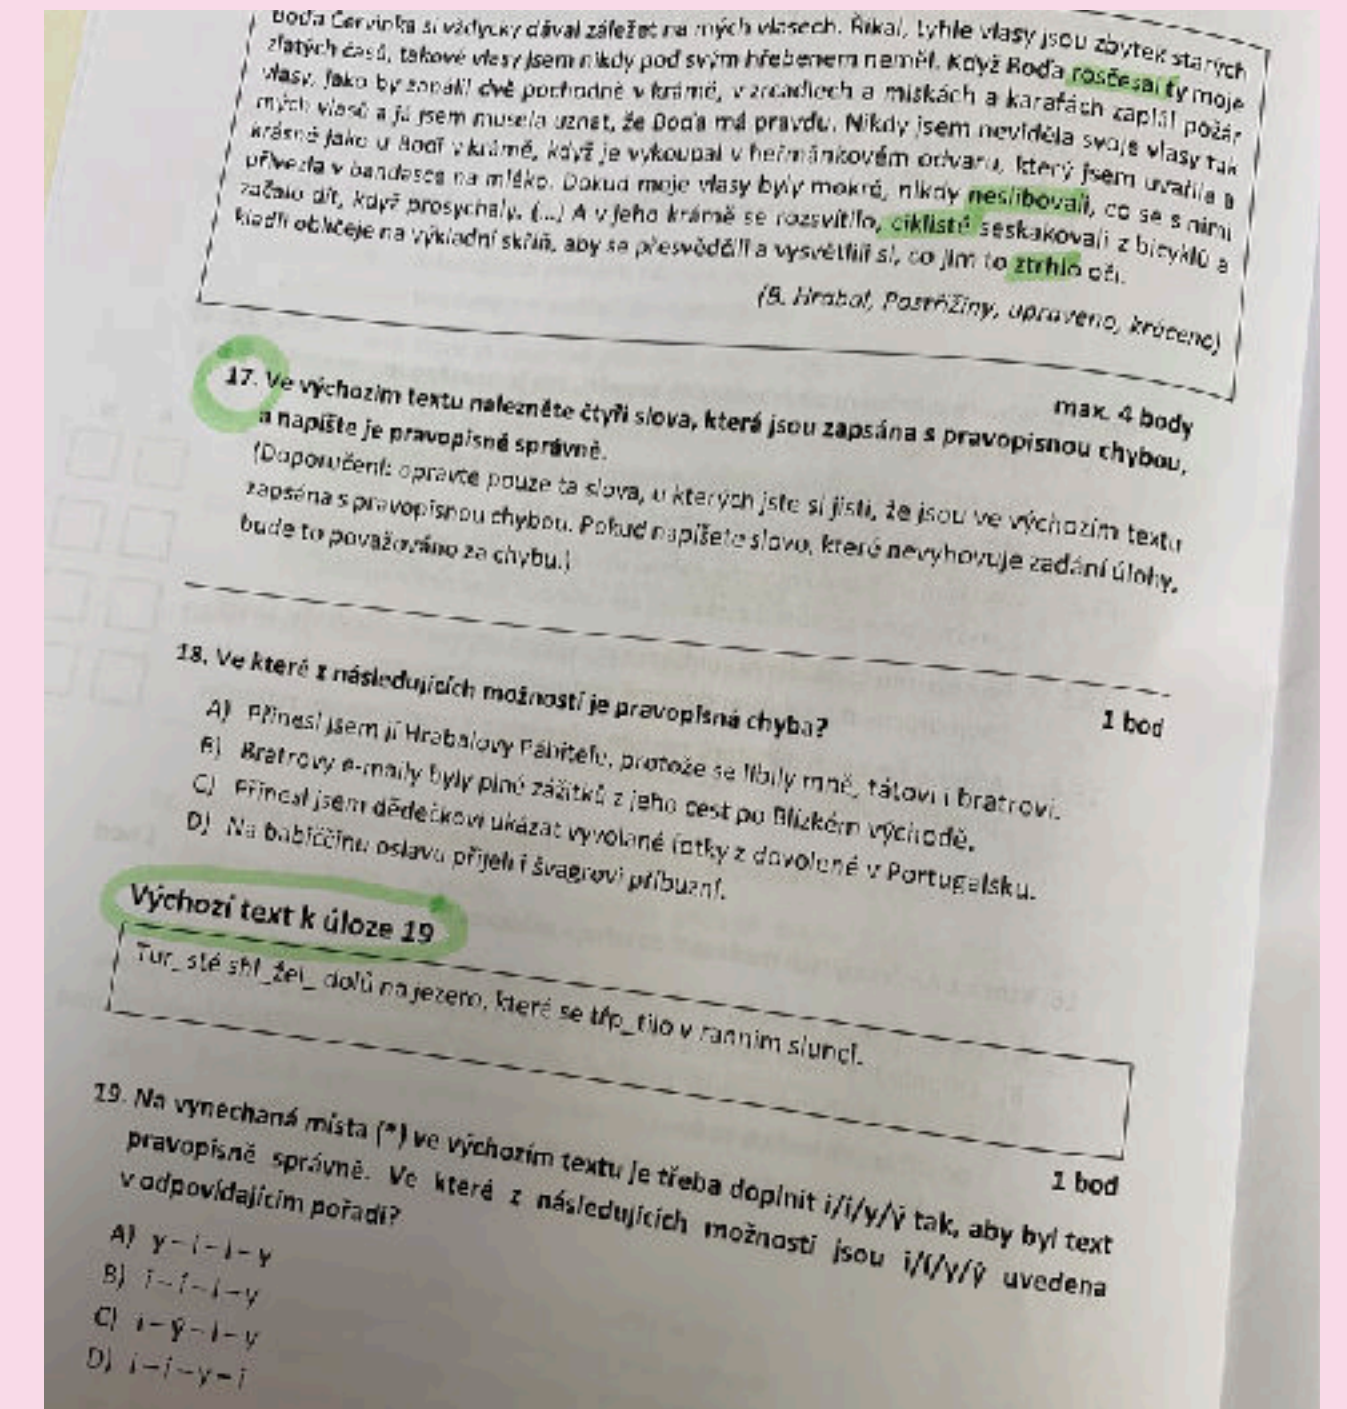 Boďa Červinka si vždycky dával záležet na mých vlasech. Říkal, tyhle vlasy jsou zbytek starých
zlatých časů, takové vlasy jsem nikdy pod svým hřebenem neměl. Když Boďa rosčesal ty moje
vlasy, jako by zapálil dvě pochodně v krámě, v zrcadlech a miskách a karafách zaplál požár
mých vlasů a já jsem musela uznat, že Boďa má pravdu. Nikdy jsem neviděla svoje vlasy tak
krásné jako u Bodi v krámě, když je vykoupal v heřmánkovém odvaru, který jsem uvařila a
přivezla v bandasce na mléko. Dokud moje vlasy byly mokré, nikdy neslibovali, co se s nimi
začalo dít, když prosychaly. (...) A v jeho krámě se rozsvítilo, ciklisté seskakovali z bicyklů a
kladli obličeje na výkladní skříň, aby se přesvědčili a vysvětlili si, co jim to ztrhlo oči.
(B. Hrabal, Postřižiny, upraveno, kráceno)
max. 4 body
17. Ve výchozím textu nalezněte čtyři slova, která jsou zapsána s pravopisnou chybou,
a napište je pravopisně správně.
(Doporučení: opravte pouze ta slova, u kterých jste si jisti, že jsou ve výchozím textu
zapsána s pravopisnou chybou. Pokud napíšete slovo, které nevyhovuje zadání úlohy,
bude to považováno za chybu.)
1 bod
18. Ve které z následujících možností je pravopisná chyba?
A) Přinesl jsem jí Hrabalovy Pábitele, protože se líbily mně, tátovi i bratrovi.
B) Bratrovy e-maily byly plné zážitků z jeho cest po Blízkém východě.
C) Přinesl jsem dědečkovi ukázat vyvolané fotky z dovolené v Portugalsku.
D) Na babiččinu oslavu přijeli i švagrovi příbuzní.
Výchozí text k úloze 19
Tur_sté shl_žel_ dolů na jezero, které se třp_tilo v ranním slunci.
1 bod
19. Na vynechaná místa (*) ve výchozím textu je třeba doplnit i/í/y/ý tak, aby byl text
pravopisně správně. Ve které z následujících možností jsou i/í/y/ý uvedena
v odpovídajícím pořadí?
A) y – í – i – y
B) i – í – i – y
C) i – ý – i – y
D) i – í – y – i